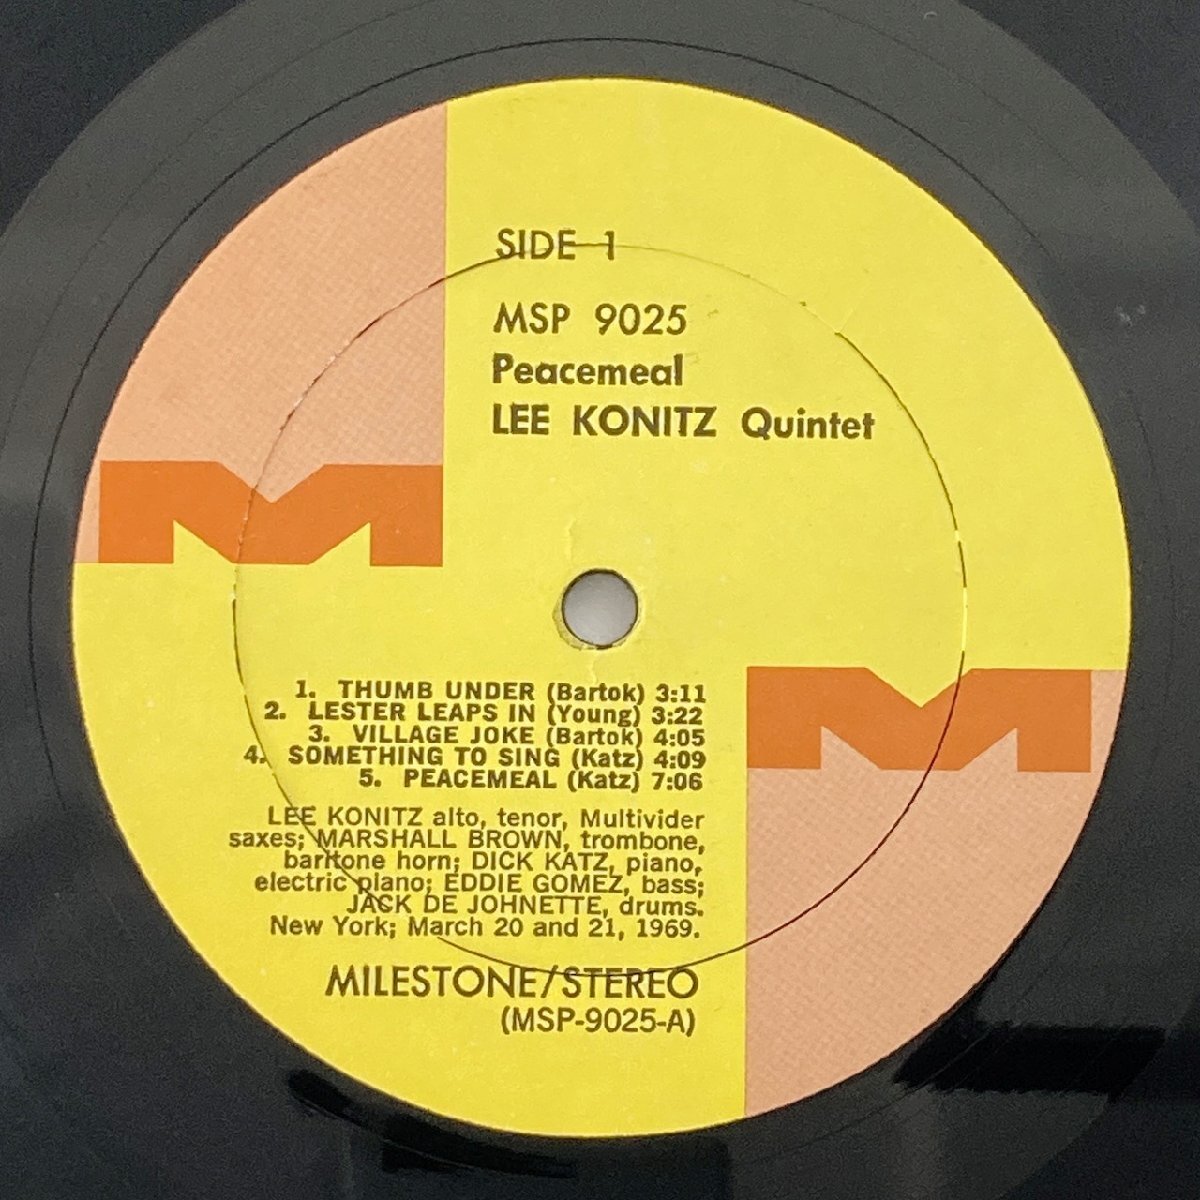 SIDE 1
MSP 9025
Peacemeal
LEE KONITZ Quintet
1. THUMB UNDER (Bartok) 3:11
2. LESTER LEAPS IN (Young) 3:22
3. VILLAGE JOKE (Bartok) 4:05
4. SOMETHING TO SING (Katz) 4:09
5. PEACEMEAL (Katz) 7:06
LEE KONITZ alto, tenor, Multivider
saxes; MARSHALL BROWN, trombone,
baritone horn; DICK KATZ, piano,
electric piano; EDDIE GOMEZ, bass;
JACK DE JOHNETTE, drums.
New York; March 20 and 21, 1969.
MILESTONE/STEREO
(MSP-9025-A)